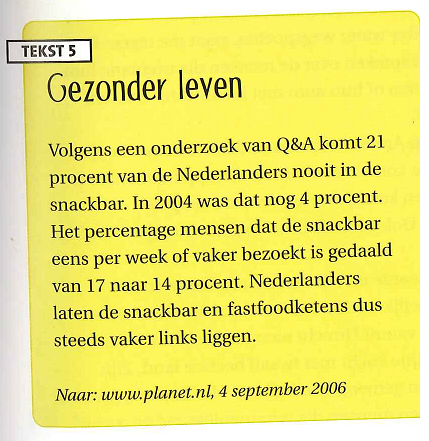 TEKST 5
Gezonder leven
Volgens een onderzoek van Q&A komt 21
procent van de Nederlanders nooit in de
snackbar. In 2004 was dat nog 4 procent.
Het percentage mensen dat de snackbar
eens per week of vaker bezoekt is gedaald
van 17 naar 14 procent. Nederlanders
laten de snackbar en fastfoodketens dus
steeds vaker links liggen.
Naar: www.planet.nl, 4 september 2006